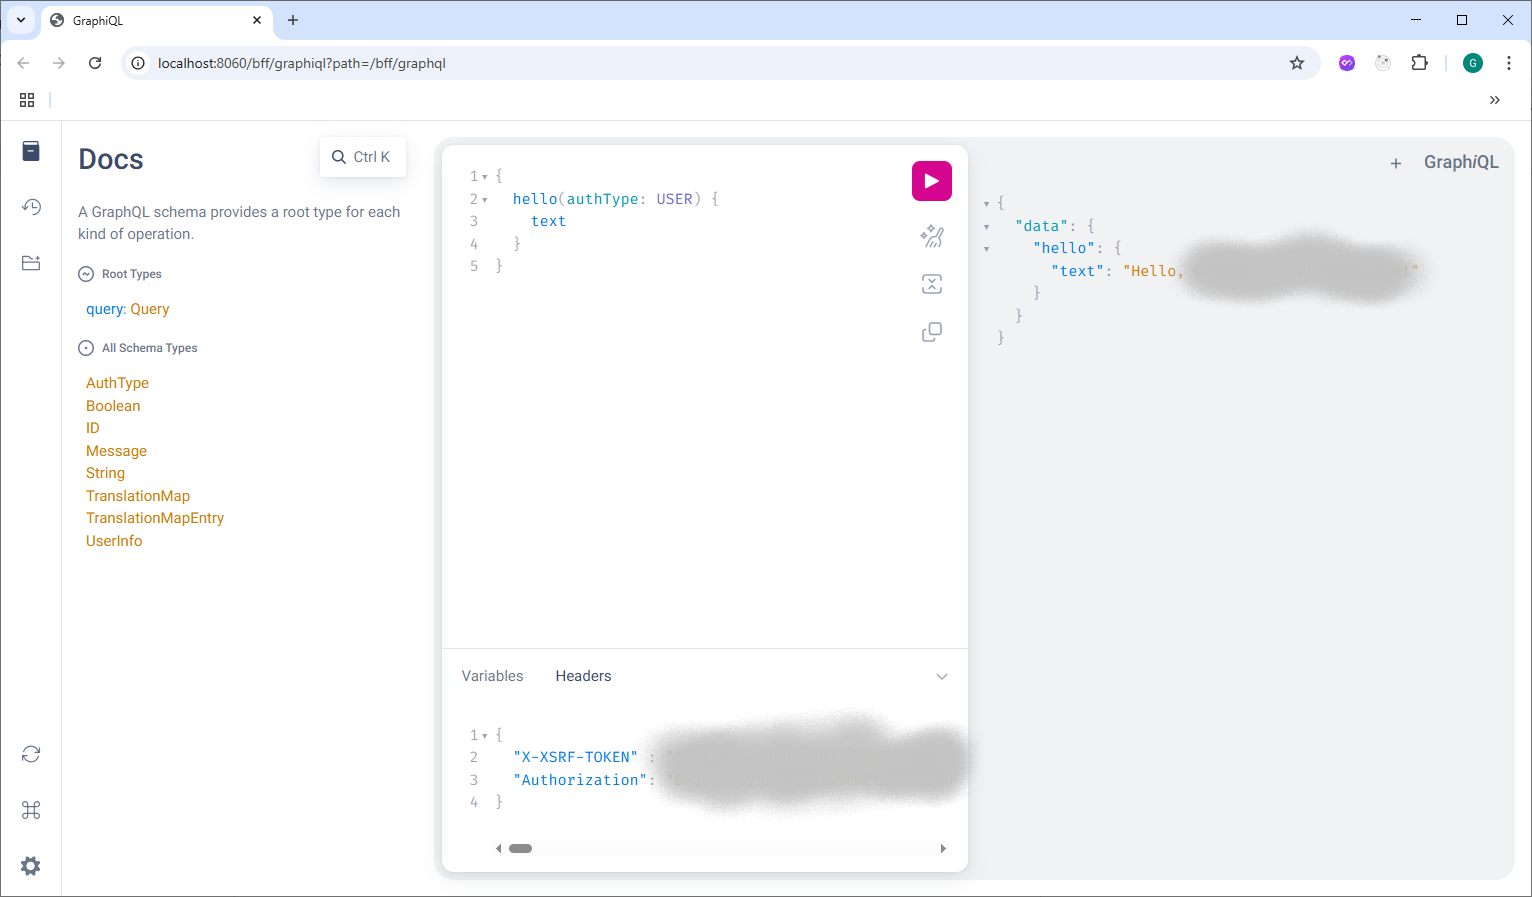 GraphiQL
localhost:8060/bff/graphiql?path=/bff/graphql
G
Docs
Ctrl K
A GraphQL schema provides a root type for each
kind of operation.
Root Types
query: Query
All Schema Types
AuthType
Boolean
ID
Message
String
TranslationMap
TranslationMapEntry
UserInfo
1 {
2 hello(authType: USER) {
3 text
4 }
5 }
Variables
Headers
1 {
2 "X-XSRF-TOKEN" :
3 "Authorization": "
4 }
+ GraphiQL
{
"data": {
"hello": {
"text": "Hello, "
}
}
}